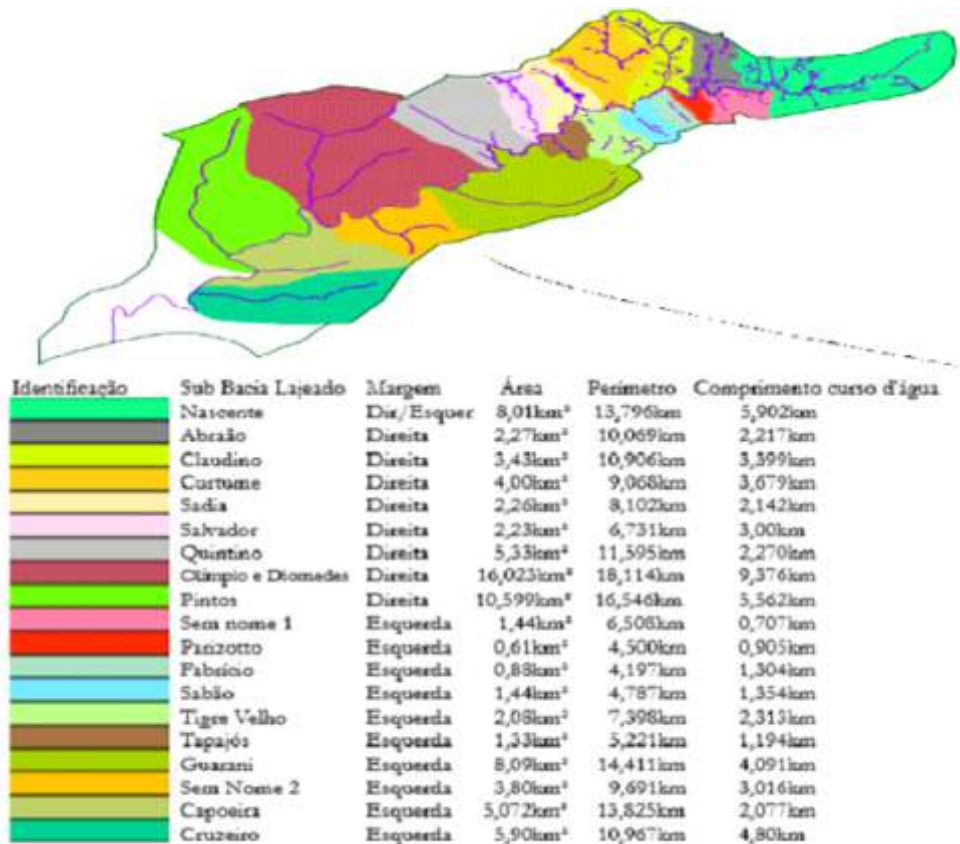 Identificação Sub Bacia Lajeado Margem Área Perímetro Comprimento curso d'água
Nascente Dir/Esquer 8,01km² 13,796km 5,902km
Abraão Direita 2,27km² 10,069km 2,217km
Claudino Direita 3,43km² 10,906km 3,399km
Curtume Direita 4,00km² 9,068km 3,679km
Sadia Direita 2,26km² 8,102km 2,142km
Salvador Direita 2,23km² 6,731km 3,00km
Quintino Direita 5,33km² 11,595km 2,270km
Olímpio e Diomedes Direita 16,023km² 18,114km 9,376km
Pintos Direita 10,599km² 16,546km 5,562km
Sem nome 1 Esquerda 1,44km² 6,508km 0,707km
Parizotto Esquerda 0,61km² 4,500km 0,905km
Fabrício Esquerda 0,88km² 4,197km 1,304km
Sabão Esquerda 1,44km² 4,787km 1,354km
Tigre Velho Esquerda 2,08km² 7,398km 2,313km
Tapajós Esquerda 1,33km² 5,221km 1,194km
Guarani Esquerda 8,09km² 14,411km 4,091km
Sem Nome 2 Esquerda 3,80km² 9,691km 3,016km
Capoeira Esquerda 5,072km² 13,825km 2,077km
Cruzeiro Esquerda 5,90km² 10,967km 4,80km